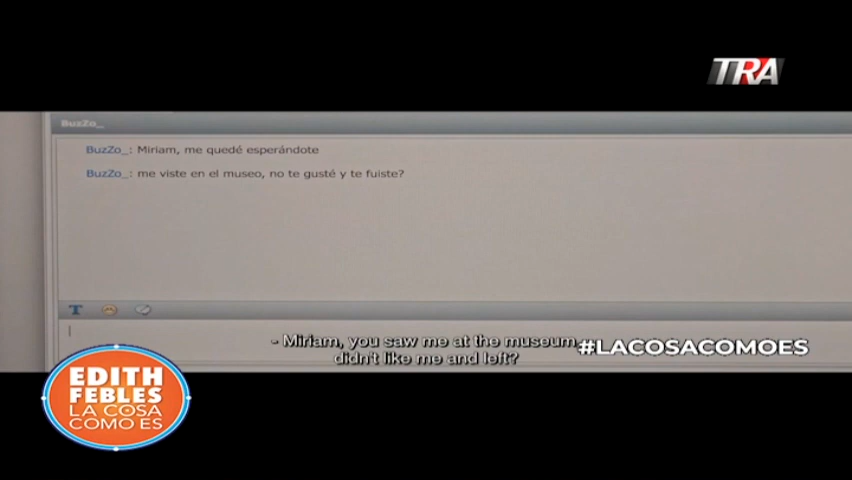 TRA
BuzZo_
BuzZo_: Miriam, me quedé esperándote
BuzZo_: me viste en el museo, no te gusté y te fuiste?
T
- Miriam, you saw me at the museum,
didn't like me and left?
#LACOSACOMOES
EDITH
FEBLES
LA COSA
COMO ES